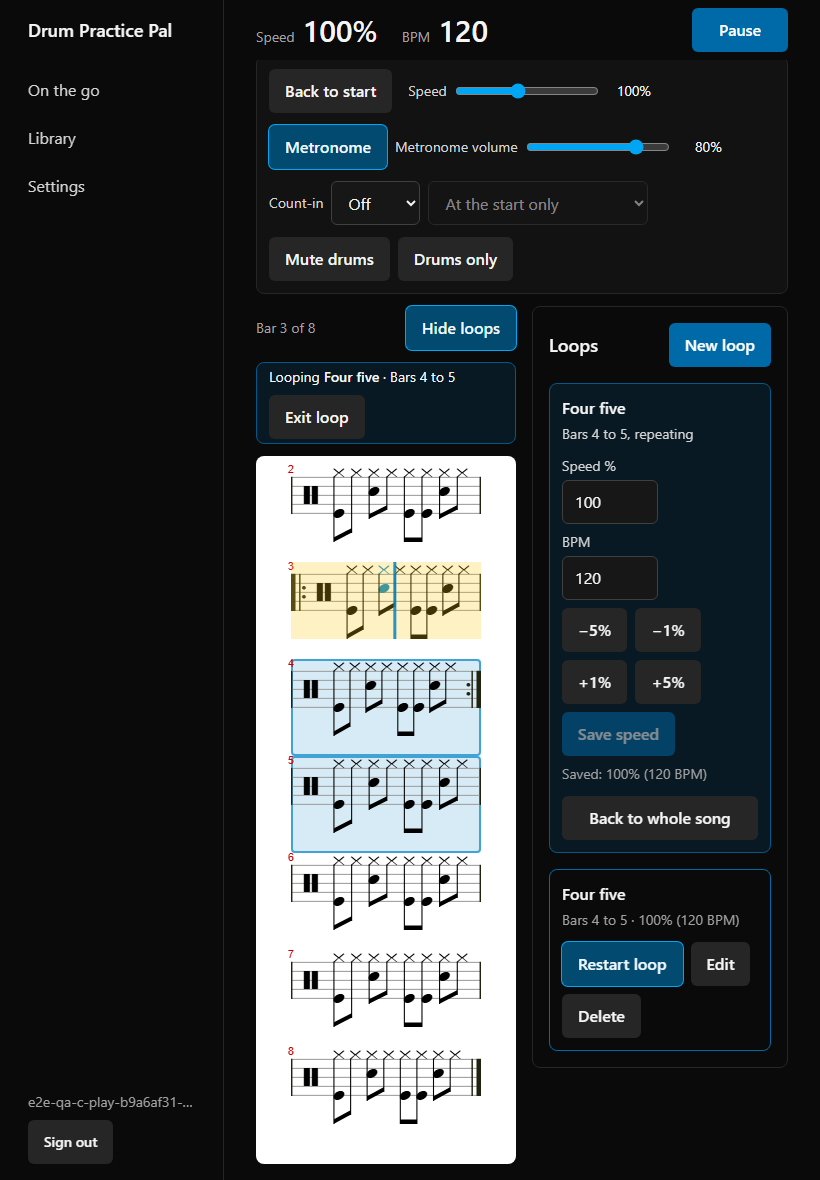 Drum Practice Pal
On the go
Library
Settings
e2e-qa-c-play-b9a6af31-...
Sign out
Speed 100% BPM 120
Pause
Back to start Speed 100%
Metronome Metronome volume 80%
Count-in Off At the start only
Mute drums Drums only
Bar 3 of 8 Hide loops
Looping Four five · Bars 4 to 5
Exit loop
2
3
4
5
6
7
8
Loops New loop
Four five
Bars 4 to 5, repeating
Speed %
100
BPM
120
−5% −1%
+1% +5%
Save speed
Saved: 100% (120 BPM)
Back to whole song
Four five
Bars 4 to 5 · 100% (120 BPM)
Restart loop Edit
Delete